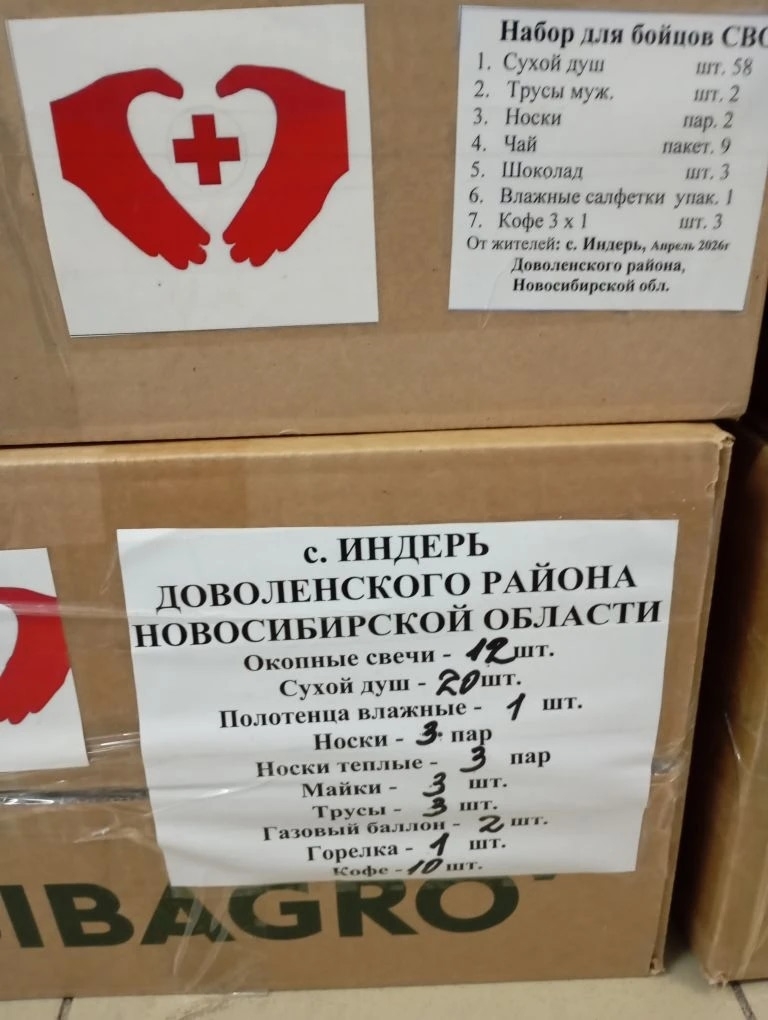 Набор для бойцов СВО
1. Сухой душ шт. 58
2. Трусы муж. шт. 2
3. Носки пар. 2
4. Чай пакет. 9
5. Шоколад шт. 3
6. Влажные салфетки упак. 1
7. Кофе 3 х 1 шт. 3
От жителей: с. Индерь, Апрель 2026г
Доволенского района,
Новосибирской обл.
с. ИНДЕРЬ
ДОВОЛЕНСКОГО РАЙОНА
НОВОСИБИРСКОЙ ОБЛАСТИ
Окопные свечи - 12 шт.
Сухой душ - 20 шт.
Полотенца влажные - 1 шт.
Носки - 3 пар
Носки теплые - 3 пар
Майки - 3 шт.
Трусы - 3 шт.
Газовый баллон - 2 шт.
Горелка - 1 шт.
Кофе - 10 шт.
SIBAGRO